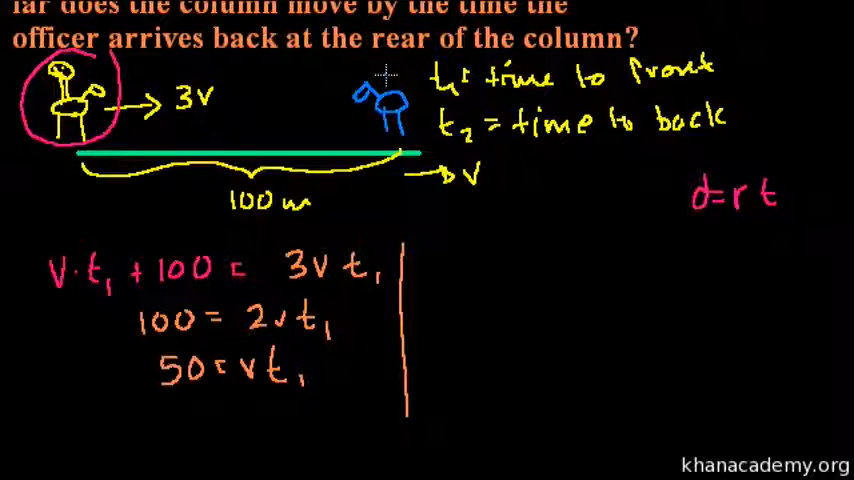 far does the column move by the time the
officer arrives back at the rear of the column?
3v
t₁ = time to front
t₂ = time to back
v
100 m
d = r t
v·t₁ + 100 = 3v t₁
100 = 2v t₁
50 = v t₁
khanacademy.org